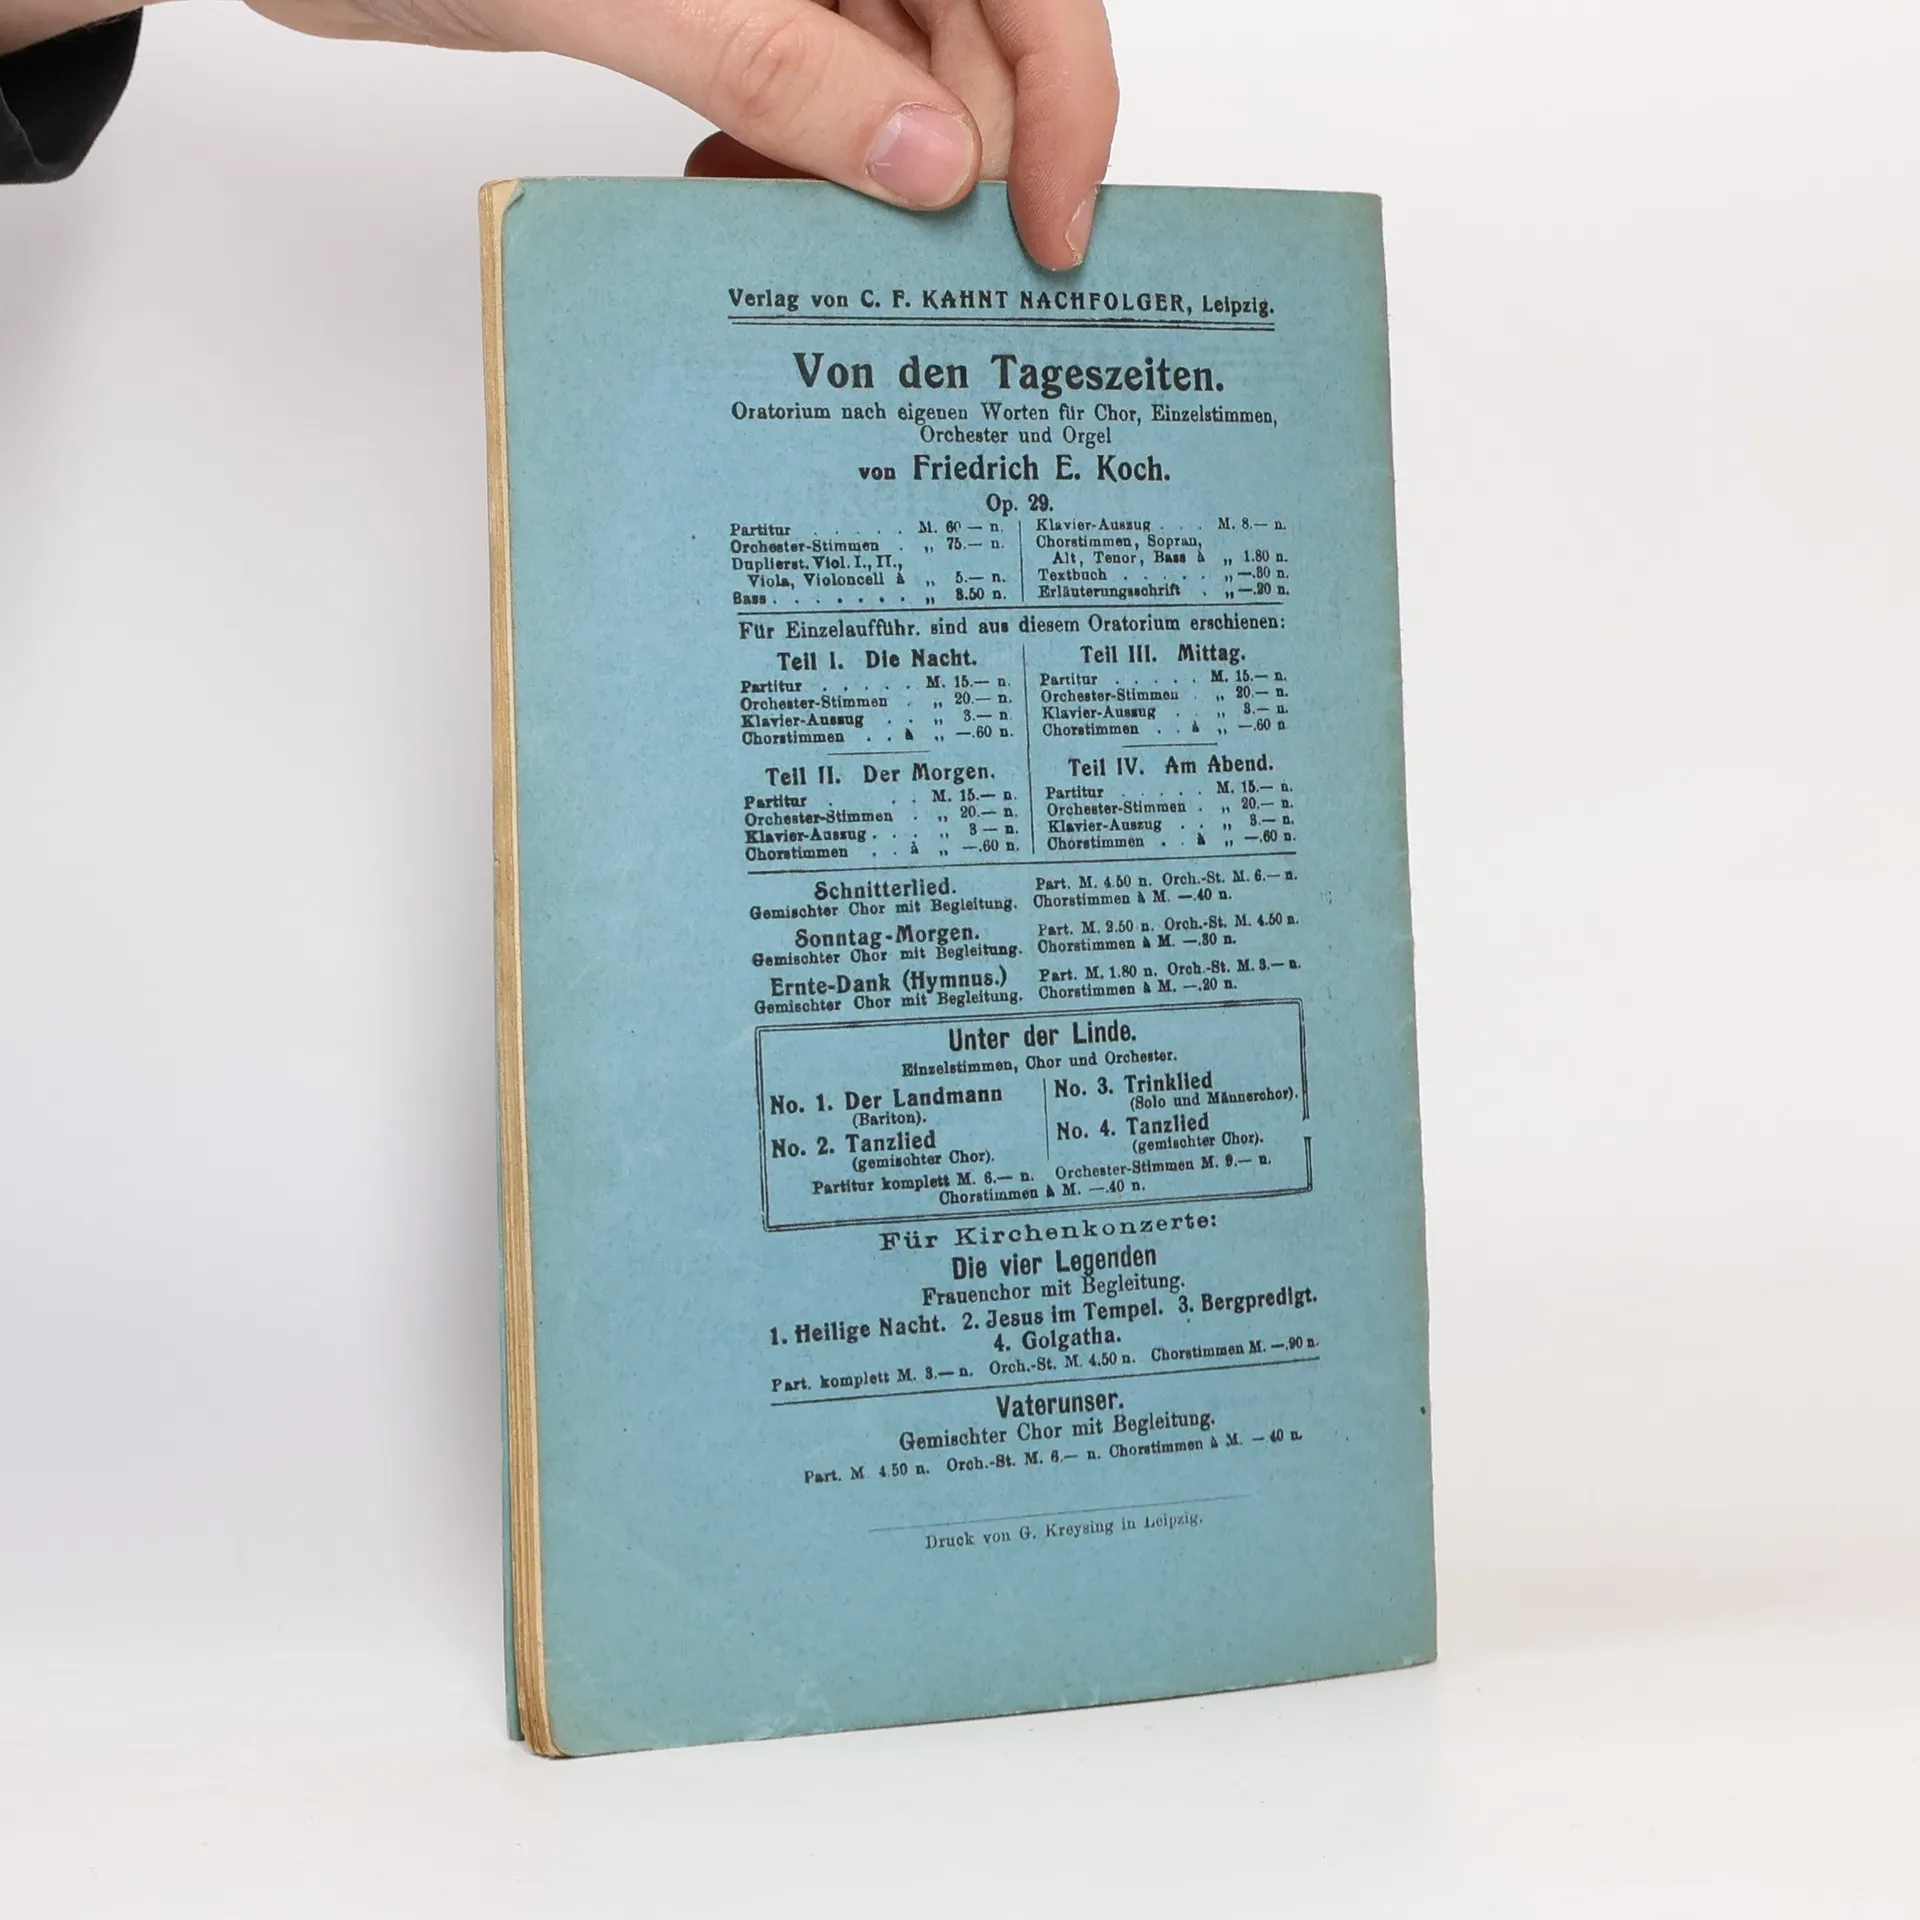 Verlag von C. F. KAHNT NACHFOLGER, Leipzig.
Von den Tageszeiten.
Oratorium nach eigenen Worten für Chor, Einzelstimmen,
Orchester und Orgel
von Friedrich E. Koch.
Op. 29.
Partitur . . . . . M. 60 — n.
Orchester-Stimmen . „ 75.— n.
Duplierst. Viol. I., II.,
Viola, Violoncell à „ 5.— n.
Bass . . . . . . . „ 3.50 n.
Klavier-Auszug . . . M. 8.— n.
Chorstimmen, Sopran,
Alt, Tenor, Bass à „ 1.80 n.
Textbuch . . . . . „ —.30 n.
Erläuterungsschrift . „ —.20 n.
Für Einzelaufführ. sind aus diesem Oratorium erschienen:
Teil I. Die Nacht.
Partitur . . . . . M. 15.— n.
Orchester-Stimmen . „ 20.— n.
Klavier-Auszug . . „ 3.— n
Chorstimmen . . à „ —.60 n.
Teil II. Der Morgen.
Partitur . . . M. 15.— n.
Orchester-Stimmen . „ 20.— n.
Klavier-Auszug . . . „ 3 — n.
Chorstimmen . . à „ —.60 n.
Teil III. Mittag.
Partitur . . . . . M. 15.— n.
Orchester-Stimmen . „ 20.— n.
Klavier-Auszug . . „ 3.— n.
Chorstimmen . . à „ —.60 n
Teil IV. Am Abend.
Partitur . . . . . M. 15.— n.
Orchester-Stimmen . „ 20.— n.
Klavier-Auszug . . „ 3.— n.
Chorstimmen . . à „ —.60 n.
Schnitterlied.
Gemischter Chor mit Begleitung.
Part. M. 4.50 n. Orch.-St. M. 6.— n.
Chorstimmen à M. —.40 n.
Sonntag-Morgen.
Gemischter Chor mit Begleitung.
Part. M. 2.50 n. Orch.-St. M. 4.50 n.
Chorstimmen à M. —.30 n.
Ernte-Dank (Hymnus.)
Gemischter Chor mit Begleitung.
Part. M. 1.80 n. Orch.-St. M. 3.— n.
Chorstimmen à M. —.20 n.
Unter der Linde.
Einzelstimmen, Chor und Orchester.
No. 1. Der Landmann
(Bariton).
No. 2. Tanzlied
(gemischter Chor).
No. 3. Trinklied
(Solo und Männerchor).
No. 4. Tanzlied
(gemischter Chor).
Partitur komplett M. 6.— n. Orchester-Stimmen M. 9.— n.
Chorstimmen à M. —.40 n.
Für Kirchenkonzerte:
Die vier Legenden
Frauenchor mit Begleitung.
1. Heilige Nacht. 2. Jesus im Tempel. 3. Bergpredigt.
4. Golgatha.
Part. komplett M. 3.— n. Orch.-St. M. 4.50 n. Chorstimmen M. —.90 n.
Vaterunser.
Gemischter Chor mit Begleitung.
Part. M 4.50 n. Orch.-St. M. 6.— n. Chorstimmen à M. — 40 n.
Druck von G. Kreysing in Leipzig.